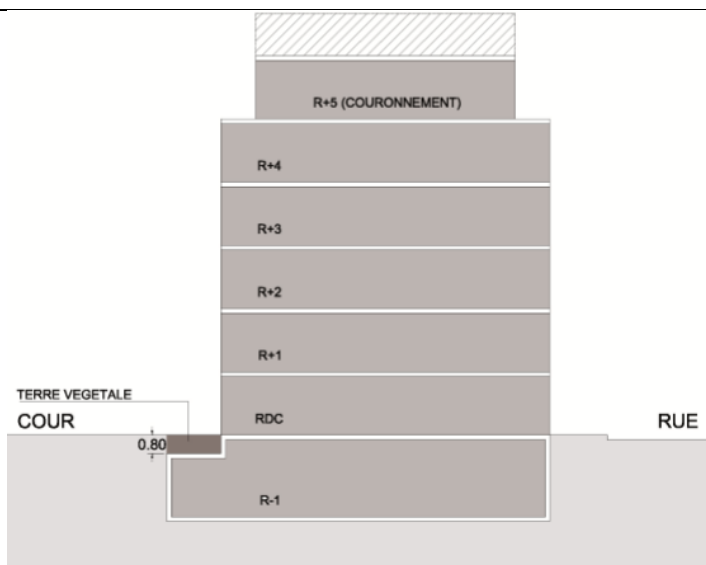 R+5 (COURONNEMENT)
R+4
R+3
R+2
R+1
TERRE VEGETALE
COUR
RDC
RUE
0.80
R-1